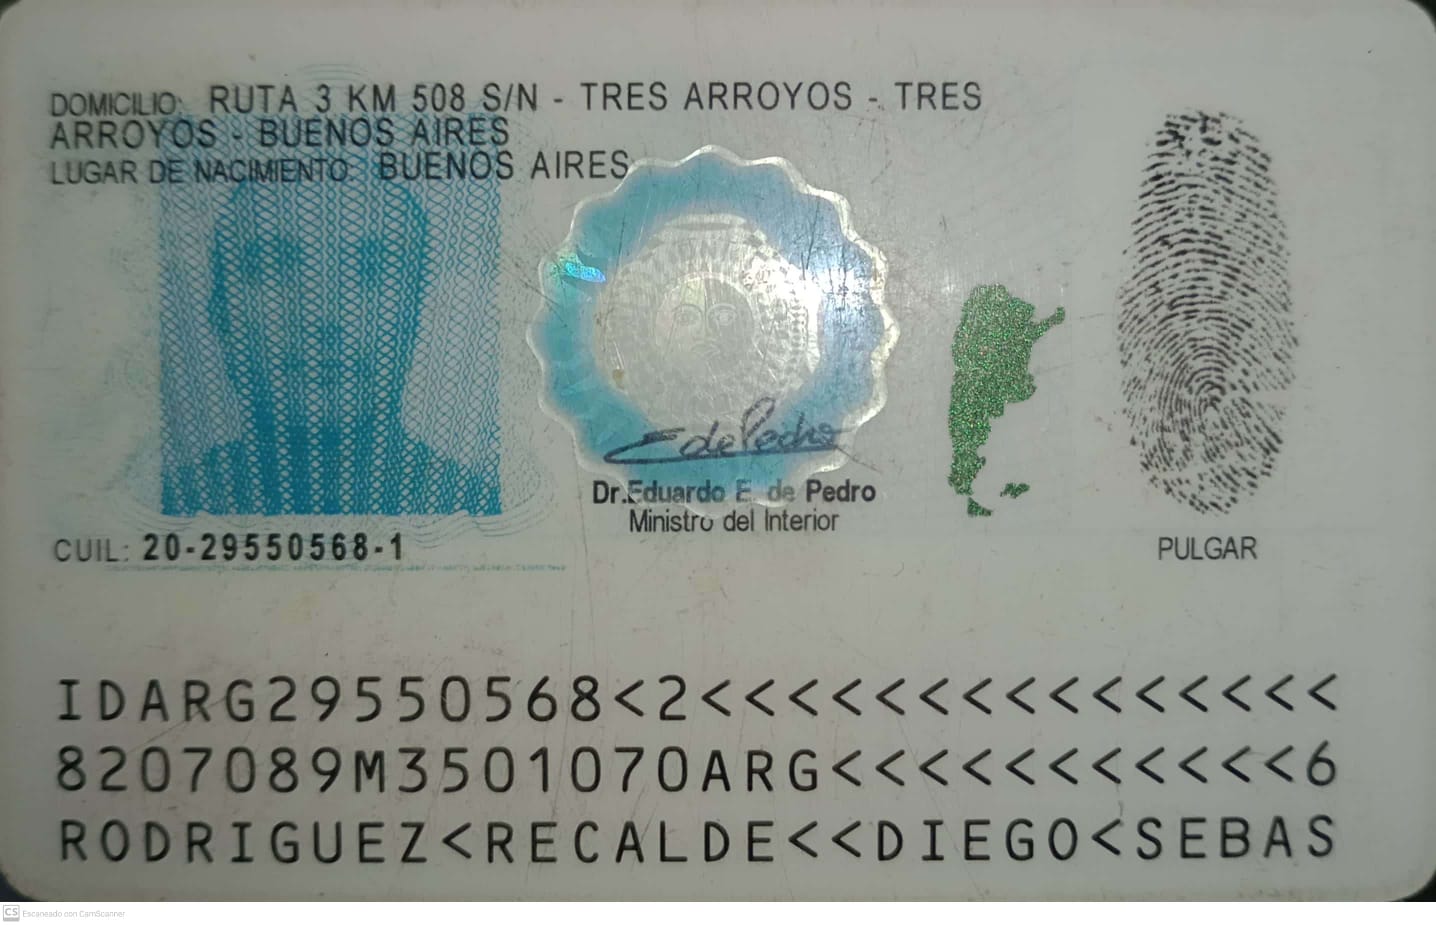 DOMICILIO: RUTA 3 KM 508 S/N - TRES ARROYOS - TRES
ARROYOS - BUENOS AIRES
LUGAR DE NACIMIENTO: BUENOS AIRES
E de Pedro
Dr.Eduardo E. de Pedro
Ministro del Interior
CUIL: 20-29550568-1
PULGAR
IDARG29550568<2<<<<<<<<<<<<<<<
8207089M3501070ARG<<<<<<<<<<<6
RODRIGUEZ<RECALDE<<DIEGO<SEBAS
CS Escaneado con CamScanner